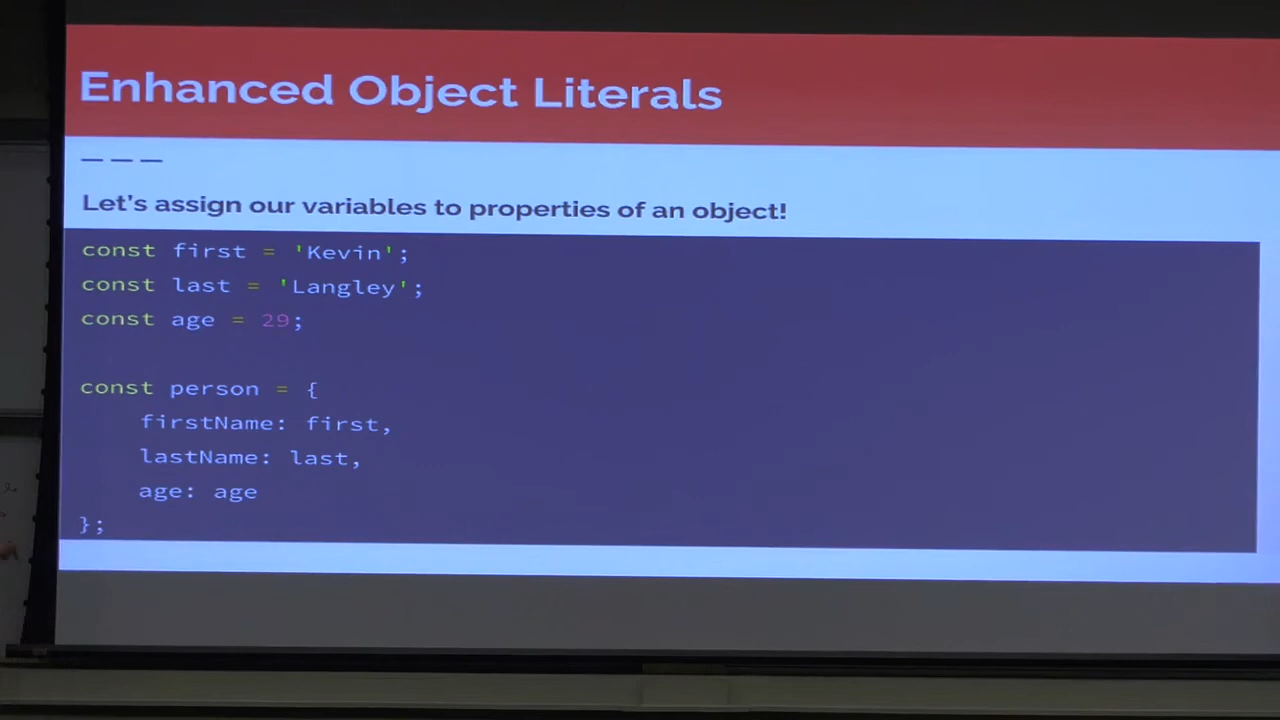 Enhanced Object Literals
Let's assign our variables to properties of an object!
const first = 'Kevin';
const last = 'Langley';
const age = 29;
const person = {
firstName: first,
lastName: last,
age: age
};